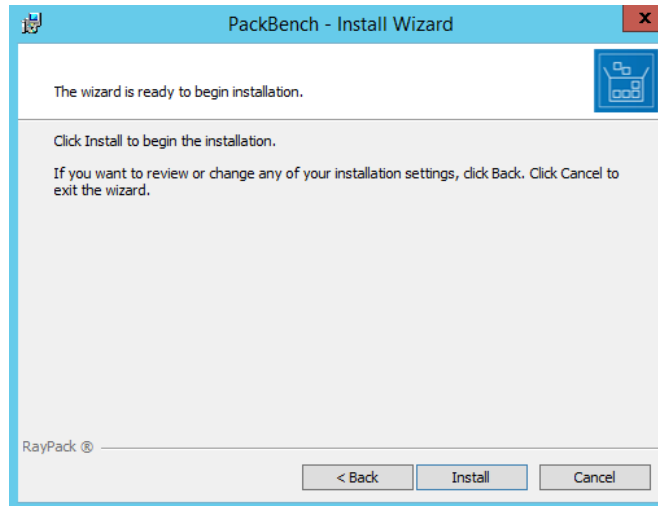 PackBench - Install Wizard
x
The wizard is ready to begin installation.
Click Install to begin the installation.
If you want to review or change any of your installation settings, click Back. Click Cancel to
exit the wizard.
RayPack ®
< Back Install Cancel